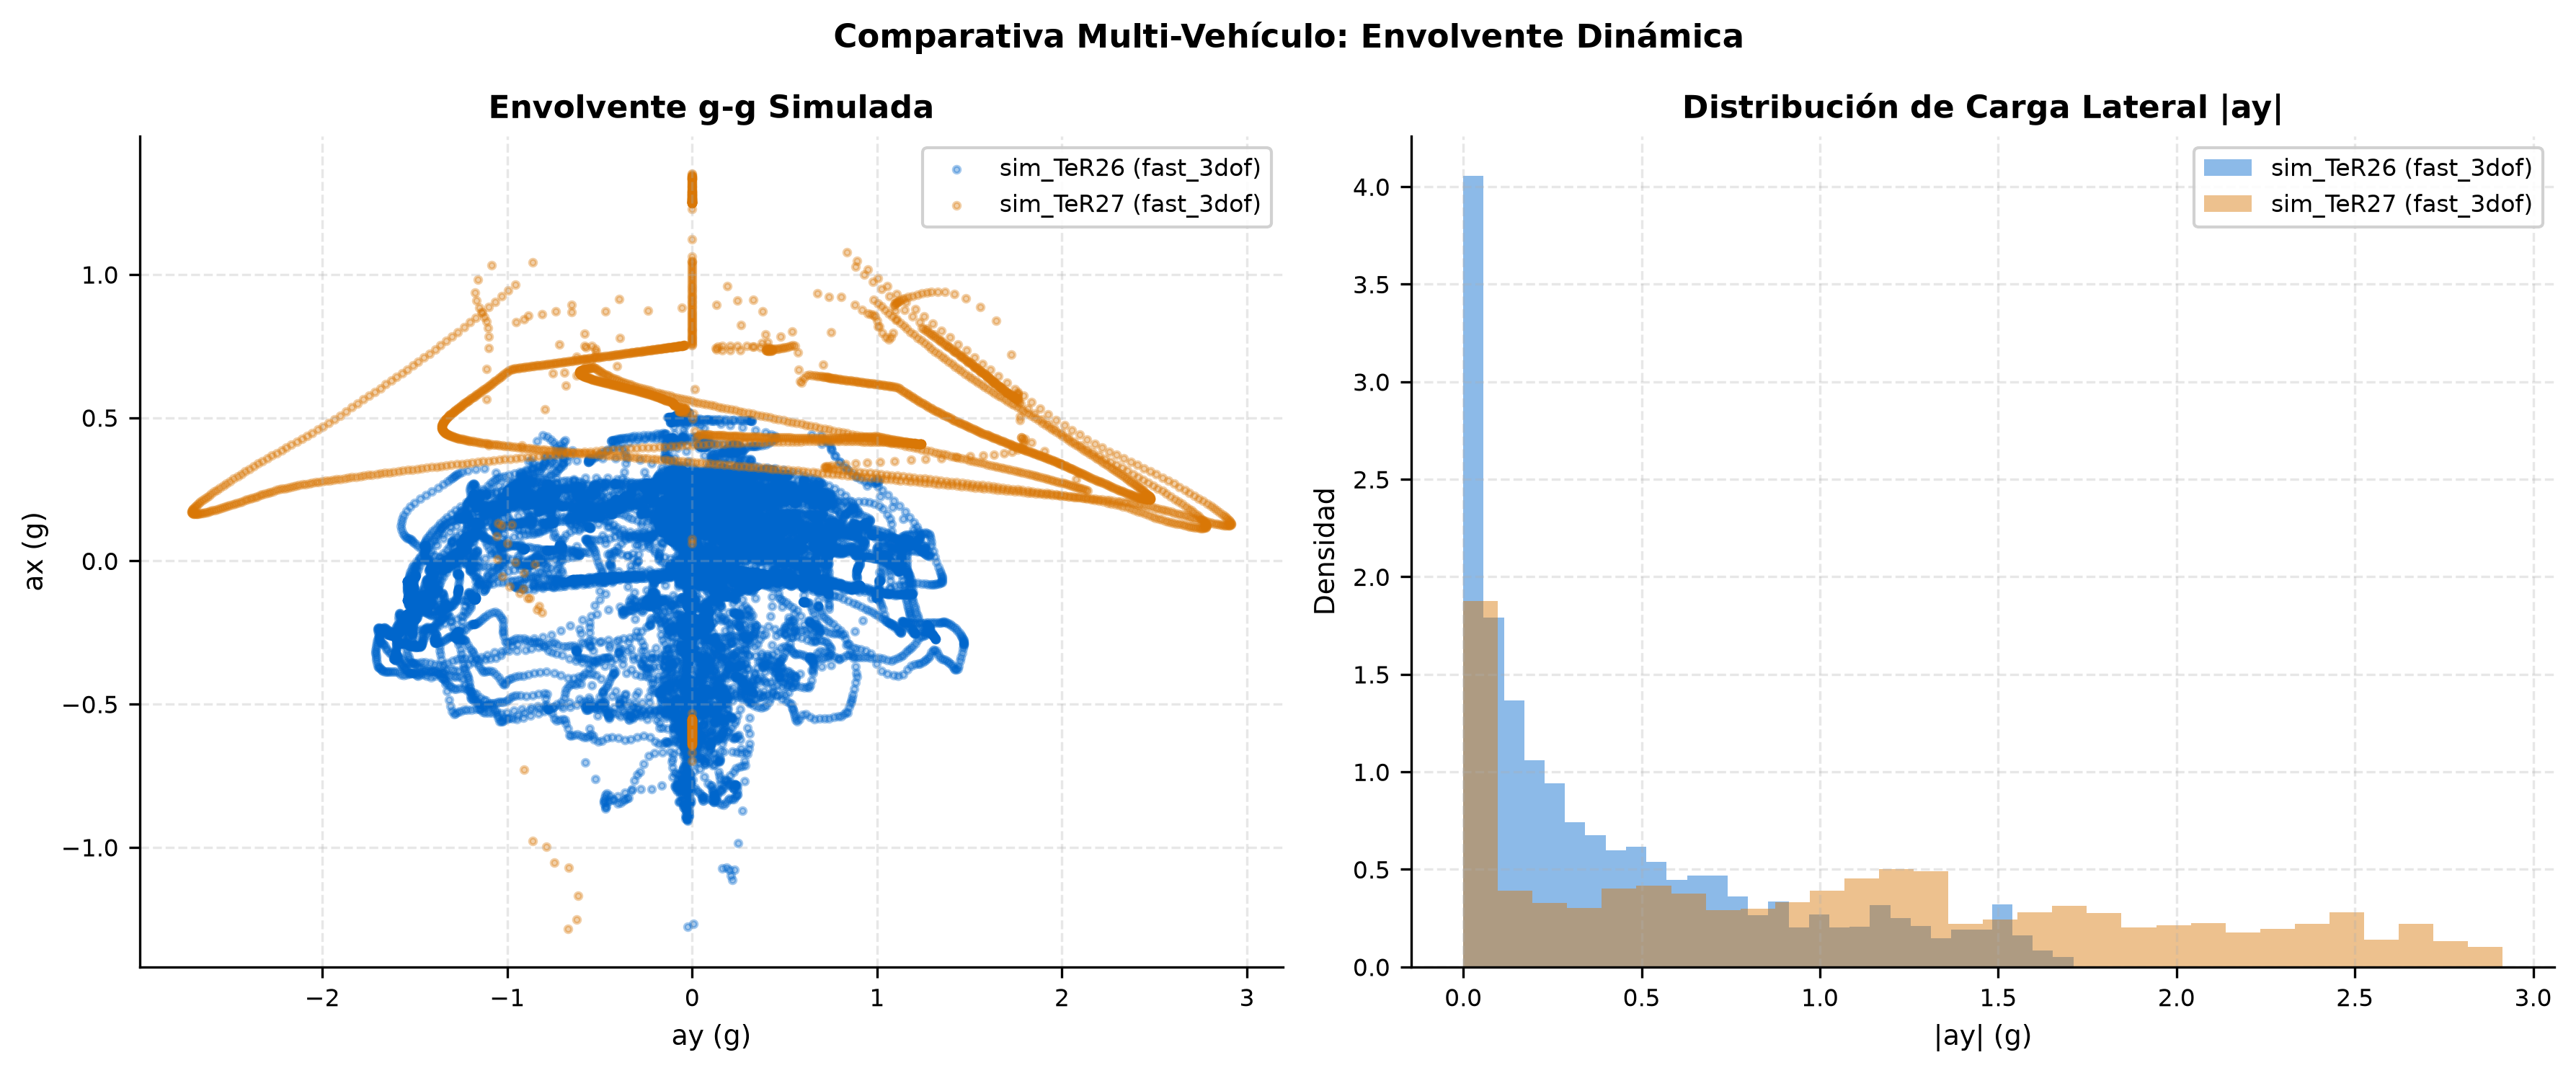 Comparativa Multi-Vehículo: Envolvente Dinámica
Envolvente g-g Simulada
sim_TeR26 (fast_3dof)
sim_TeR27 (fast_3dof)
1.0
0.5
0.0
−0.5
−1.0
ax (g)
−2
−1
0
1
2
3
ay (g)
Distribución de Carga Lateral |ay|
sim_TeR26 (fast_3dof)
sim_TeR27 (fast_3dof)
4.0
3.5
3.0
2.5
2.0
1.5
1.0
0.5
0.0
Densidad
0.0
0.5
1.0
1.5
2.0
2.5
3.0
|ay| (g)